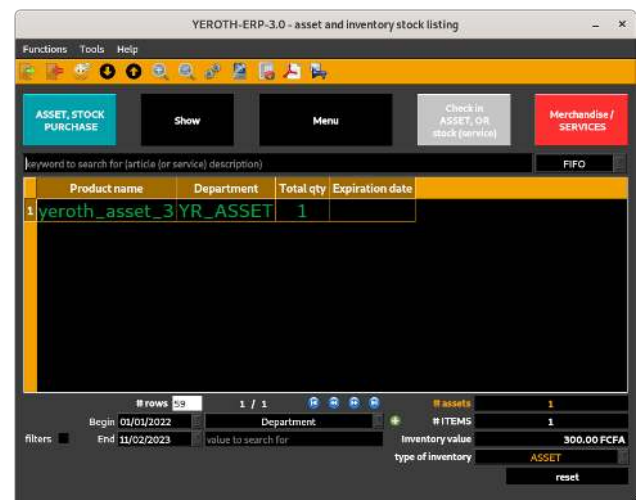 YEROTH-ERP-3.0 - asset and inventory stock listing
Functions Tools Help
ASSET, STOCK
PURCHASE
Show
Menu
Check in
ASSET, OR
stock (service)
Merchandise /
SERVICES
keyword to search for (article (or service) description)
FIFO
Product name Department Total qty Expiration date
1 yeroth_asset_3 YR_ASSET 1
# rows 59 1 / 1 # assets 1
Begin 01/01/2022 Department # ITEMS 1
filters End 11/02/2023 value to search for Inventory value 300.00 FCFA
type of inventory ASSET
reset